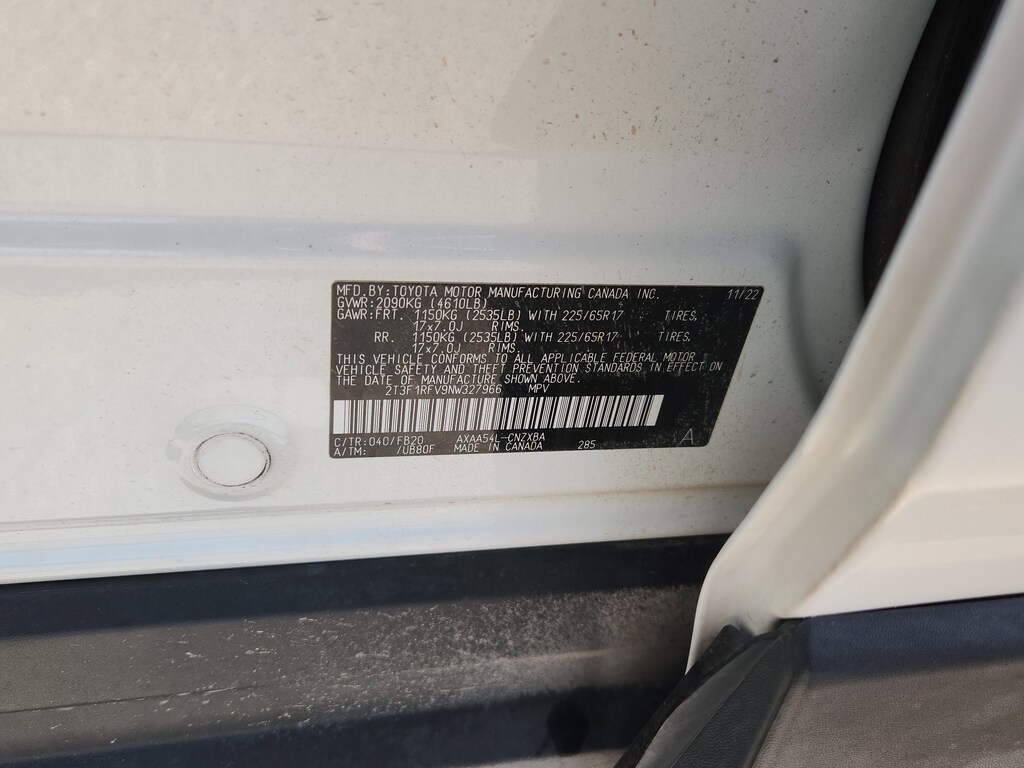 MFD.BY:TOYOTA MOTOR MANUFACTURING CANADA INC. 11/22
GVWR:2090KG (4610LB)
GAWR:FRT. 1150KG (2535LB) WITH 225/65R17 TIRES,
17x7.0J RIMS.
RR. 1150KG (2535LB) WITH 225/65R17 TIRES,
17x7.0J RIMS.
THIS VEHICLE CONFORMS TO ALL APPLICABLE FEDERAL MOTOR
VEHICLE SAFETY AND THEFT PREVENTION STANDARDS IN EFFECT ON
THE DATE OF MANUFACTURE SHOWN ABOVE.
2T3F1RFV9NW327966 MPV
C/TR:040/FB20 AXAA54L-CNZXBA
A/TM: /UB80F MADE IN CANADA 285 A